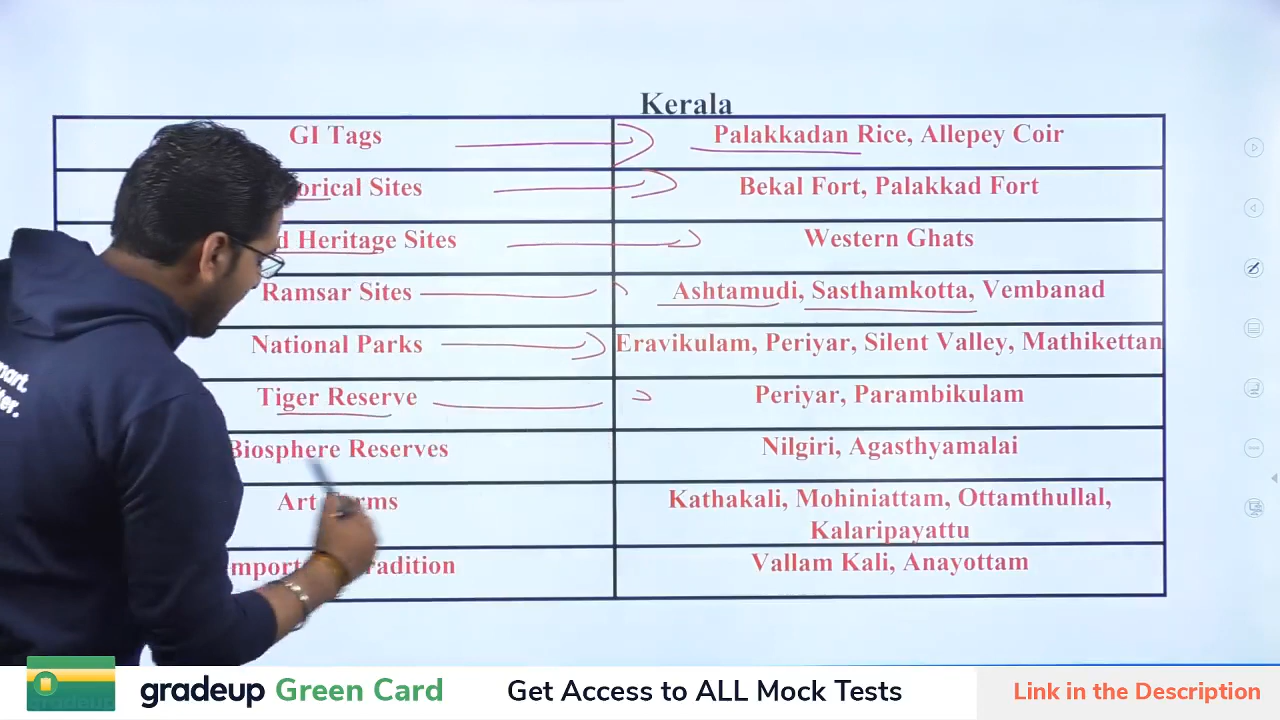 Kerala
GI Tags
Palakkadan Rice, Allepey Coir
orical Sites
Bekal Fort, Palakkad Fort
d Heritage Sites
Western Ghats
Ramsar Sites
Ashtamudi, Sasthamkotta, Vembanad
National Parks
Eravikulam, Periyar, Silent Valley, Mathikettan
Tiger Reserve
Periyar, Parambikulam
Biosphere Reserves
Nilgiri, Agasthyamalai
Art
Kathakali, Mohiniattam, Ottamthullal,
Kalaripayattu
Vallam Kali, Anayottam
gradeup Green Card
Get Access to ALL Mock Tests
Link in the Description
gradeup